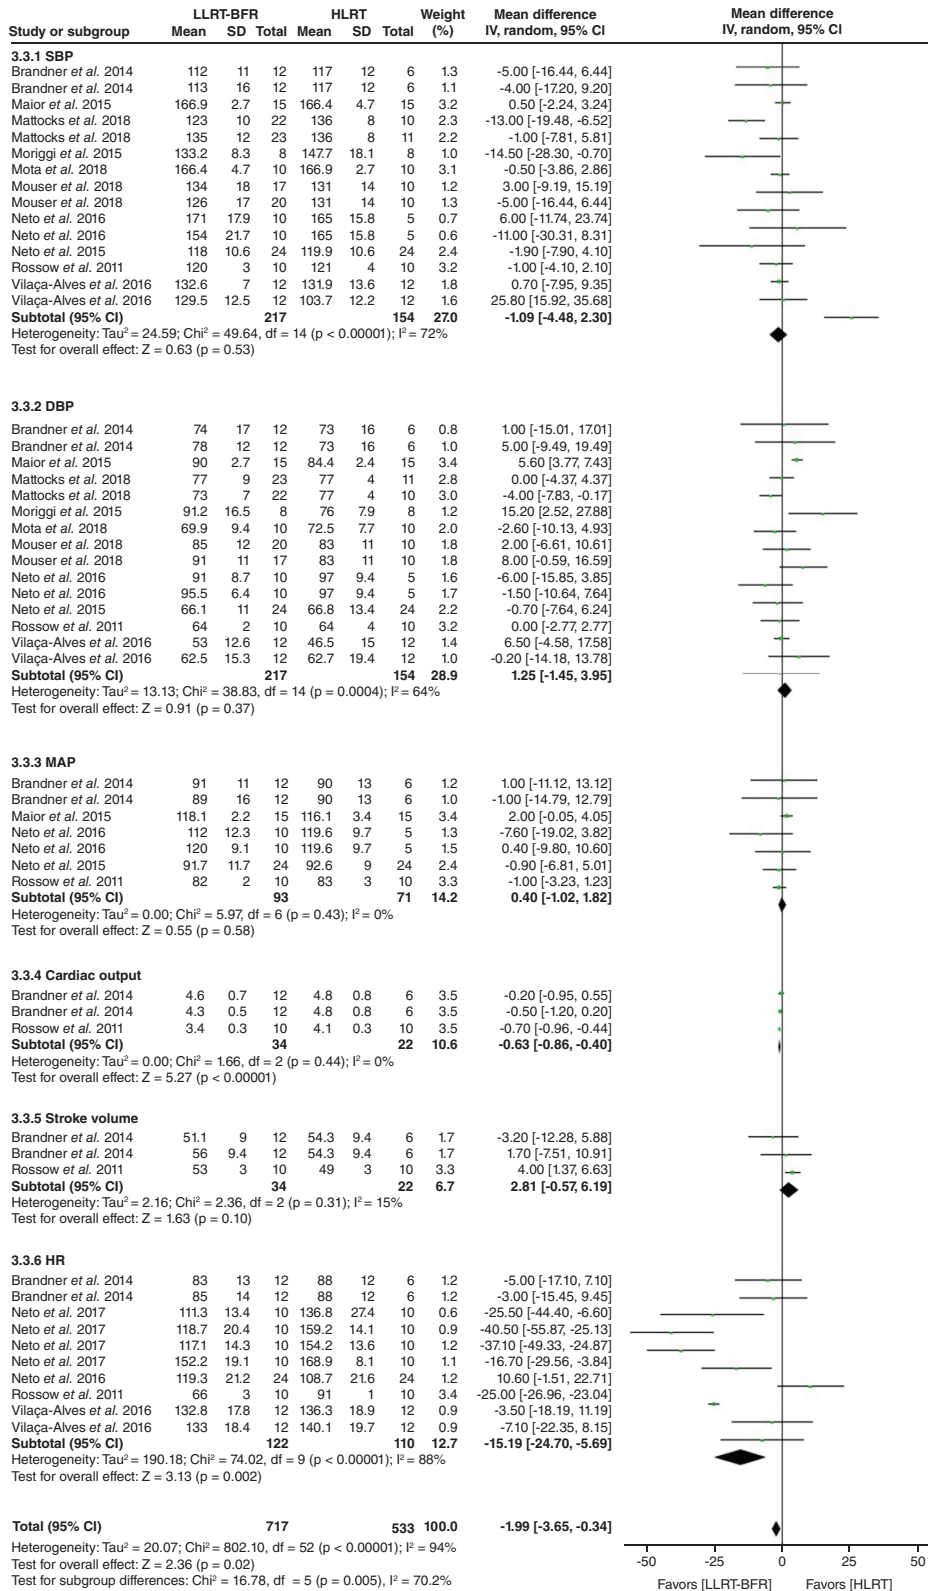 LLRT-BFR HLRT Weight Mean difference Mean difference
Study or subgroup Mean SD Total Mean SD Total (%) IV, random, 95% CI IV, random, 95% CI
3.3.1 SBP
Brandner et al. 2014 112 11 12 117 12 6 1.3 -5.00 [-16.44, 6.44]
Brandner et al. 2014 113 16 12 117 12 6 1.1 -4.00 [-17.20, 9.20]
Maior et al. 2015 166.9 2.7 15 166.4 4.7 15 3.2 0.50 [-2.24, 3.24]
Mattocks et al. 2018 123 10 22 136 8 10 2.3 -13.00 [-19.48, -6.52]
Mattocks et al. 2018 135 12 23 136 8 11 2.2 -1.00 [-7.81, 5.81]
Moriggi et al. 2015 133.2 8.3 8 147.7 18.1 8 1.0 -14.50 [-28.30, -0.70]
Mota et al. 2018 166.4 4.7 10 166.9 2.7 10 3.1 -0.50 [-3.86, 2.86]
Mouser et al. 2018 134 18 17 131 14 10 1.2 3.00 [-9.19, 15.19]
Mouser et al. 2018 126 17 20 131 14 10 1.3 -5.00 [-16.44, 6.44]
Neto et al. 2016 171 17.9 10 165 15.8 5 0.7 6.00 [-11.74, 23.74]
Neto et al. 2016 154 21.7 10 165 15.8 5 0.6 -11.00 [-30.31, 8.31]
Neto et al. 2015 118 10.6 24 119.9 10.6 24 2.4 -1.90 [-7.90, 4.10]
Rossow et al. 2011 120 3 10 121 4 10 3.2 -1.00 [-4.10, 2.10]
Vilaça-Alves et al. 2016 132.6 7 12 131.9 13.6 12 1.8 0.70 [-7.95, 9.35]
Vilaça-Alves et al. 2016 129.5 12.5 12 103.7 12.2 12 1.6 25.80 [15.92, 35.68]
Subtotal (95% CI) 217 154 27.0 -1.09 [-4.48, 2.30]
Heterogeneity: Tau² = 24.59; Chi² = 49.64, df = 14 (p < 0.00001); I² = 72%
Test for overall effect: Z = 0.63 (p = 0.53)
3.3.2 DBP
Brandner et al. 2014 74 17 12 73 16 6 0.8 1.00 [-15.01, 17.01]
Brandner et al. 2014 78 12 12 73 16 6 1.0 5.00 [-9.49, 19.49]
Maior et al. 2015 90 2.7 15 84.4 2.4 15 3.4 5.60 [3.77, 7.43]
Mattocks et al. 2018 77 9 23 77 4 11 2.8 0.00 [-4.37, 4.37]
Mattocks et al. 2018 73 7 22 77 4 10 3.0 -4.00 [-7.83, -0.17]
Moriggi et al. 2015 91.2 16.5 8 76 7.9 8 1.2 15.20 [2.52, 27.88]
Mota et al. 2018 69.9 9.4 10 72.5 7.7 10 2.0 -2.60 [-10.13, 4.93]
Mouser et al. 2018 85 12 20 83 11 10 1.8 2.00 [-6.61, 10.61]
Mouser et al. 2018 91 11 17 83 11 10 1.8 8.00 [-0.59, 16.59]
Neto et al. 2016 91 8.7 10 97 9.4 5 1.6 -6.00 [-15.85, 3.85]
Neto et al. 2016 95.5 6.4 10 97 9.4 5 1.7 -1.50 [-10.64, 7.64]
Neto et al. 2015 66.1 11 24 66.8 13.4 24 2.2 -0.70 [-7.64, 6.24]
Rossow et al. 2011 64 2 10 64 4 10 3.2 0.00 [-2.77, 2.77]
Vilaça-Alves et al. 2016 53 12.6 12 46.5 15 12 1.4 6.50 [-4.58, 17.58]
Vilaça-Alves et al. 2016 62.5 15.3 12 62.7 19.4 12 1.0 -0.20 [-14.18, 13.78]
Subtotal (95% CI) 217 154 28.9 1.25 [-1.45, 3.95]
Heterogeneity: Tau² = 13.13; Chi² = 38.83, df = 14 (p = 0.0004); I² = 64%
Test for overall effect: Z = 0.91 (p = 0.37)
3.3.3 MAP
Brandner et al. 2014 91 11 12 90 13 6 1.2 1.00 [-11.12, 13.12]
Brandner et al. 2014 89 16 12 90 13 6 1.0 -1.00 [-14.79, 12.79]
Maior et al. 2015 118.1 2.2 15 116.1 3.4 15 3.4 2.00 [-0.05, 4.05]
Neto et al. 2016 112 12.3 10 119.6 9.7 5 1.3 -7.60 [-19.02, 3.82]
Neto et al. 2016 120 9.1 10 119.6 9.7 5 1.5 0.40 [-9.80, 10.60]
Neto et al. 2015 91.7 11.7 24 92.6 9 24 2.4 -0.90 [-6.81, 5.01]
Rossow et al. 2011 82 2 10 83 3 10 3.3 -1.00 [-3.23, 1.23]
Subtotal (95% CI) 93 71 14.2 0.40 [-1.02, 1.82]
Heterogeneity: Tau² = 0.00; Chi² = 5.97, df = 6 (p = 0.43); I² = 0%
Test for overall effect: Z = 0.55 (p = 0.58)
3.3.4 Cardiac output
Brandner et al. 2014 4.6 0.7 12 4.8 0.8 6 3.5 -0.20 [-0.95, 0.55]
Brandner et al. 2014 4.3 0.5 12 4.8 0.8 6 3.5 -0.50 [-1.20, 0.20]
Rossow et al. 2011 3.4 0.3 10 4.1 0.3 10 3.5 -0.70 [-0.96, -0.44]
Subtotal (95% CI) 34 22 10.6 -0.63 [-0.86, -0.40]
Heterogeneity: Tau² = 0.00; Chi² = 1.66, df = 2 (p = 0.44); I² = 0%
Test for overall effect: Z = 5.27 (p < 0.00001)
3.3.5 Stroke volume
Brandner et al. 2014 51.1 9 12 54.3 9.4 6 1.7 -3.20 [-12.28, 5.88]
Brandner et al. 2014 56 9.4 12 54.3 9.4 6 1.7 1.70 [-7.51, 10.91]
Rossow et al. 2011 53 3 10 49 3 10 3.3 4.00 [1.37, 6.63]
Subtotal (95% CI) 34 22 6.7 2.81 [-0.57, 6.19]
Heterogeneity: Tau² = 2.16; Chi² = 2.36, df = 2 (p = 0.31); I² = 15%
Test for overall effect: Z = 1.63 (p = 0.10)
3.3.6 HR
Brandner et al. 2014 83 13 12 88 12 6 1.2 -5.00 [-17.10, 7.10]
Brandner et al. 2014 85 14 12 88 12 6 1.2 -3.00 [-15.45, 9.45]
Neto et al. 2017 111.3 13.4 10 136.8 27.4 10 0.6 -25.50 [-44.40, -6.60]
Neto et al. 2017 118.7 20.4 10 159.2 14.1 10 0.9 -40.50 [-55.87, -25.13]
Neto et al. 2017 117.1 14.3 10 154.2 13.6 10 1.2 -37.10 [-49.33, -24.87]
Neto et al. 2017 152.2 19.1 10 168.9 8.1 10 1.1 -16.70 [-29.56, -3.84]
Neto et al. 2016 119.3 21.2 24 108.7 21.6 24 1.2 10.60 [-1.51, 22.71]
Rossow et al. 2011 66 3 10 91 1 10 3.4 -25.00 [-26.96, -23.04]
Vilaça-Alves et al. 2016 132.8 17.8 12 136.3 18.9 12 0.9 -3.50 [-18.19, 11.19]
Vilaça-Alves et al. 2016 133 18.4 12 140.1 19.7 12 0.9 -7.10 [-22.35, 8.15]
Subtotal (95% CI) 122 110 12.7 -15.19 [-24.70, -5.69]
Heterogeneity: Tau² = 190.18; Chi² = 74.02, df = 9 (p < 0.00001); I² = 88%
Test for overall effect: Z = 3.13 (p = 0.002)
Total (95% CI) 717 533 100.0 -1.99 [-3.65, -0.34]
Heterogeneity: Tau² = 20.07; Chi² = 802.10, df = 52 (p < 0.00001); I² = 94%
Test for overall effect: Z = 2.36 (p = 0.02)
Test for subgroup differences: Chi² = 16.78, df = 5 (p = 0.005), I² = 70.2%
-50 -25 0 25 50
Favors [LLRT-BFR] Favors [HLRT]